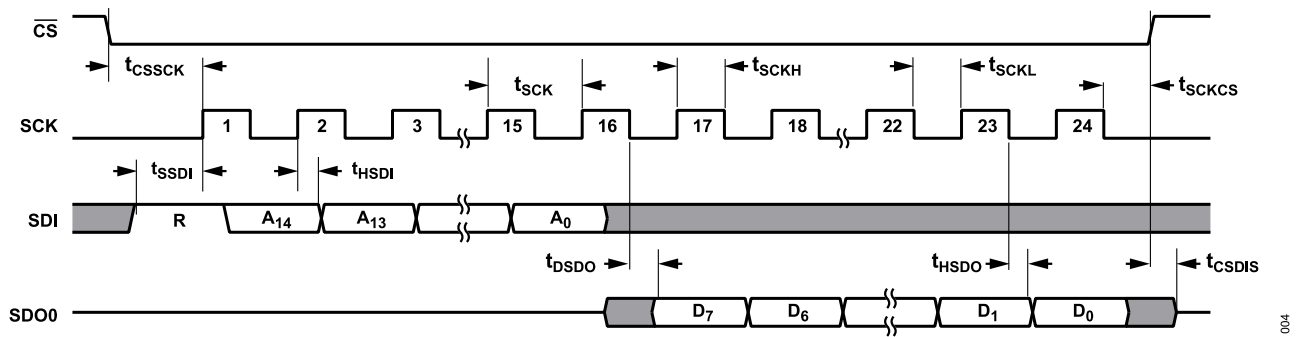 CS
tCSSCK tSCK tSCKH tSCKL tSCKCS
SCK 1 2 3 15 16 17 18 22 23 24
tSSDI tHSDI
SDI R A14 A13 A0
tDSDO tHSDO tCSDIS
SDO0 D7 D6 D1 D0
004